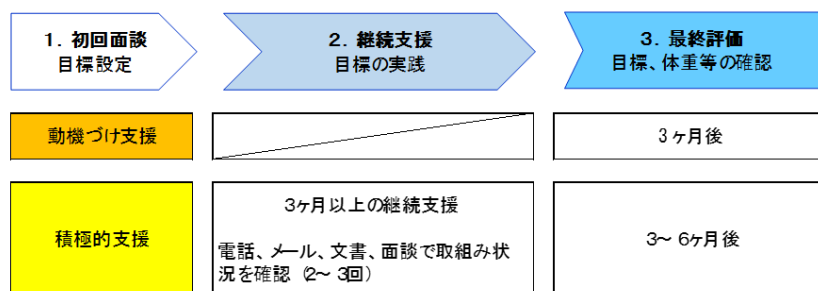 1. 初回面談
目標設定
2. 継続支援
目標の実践
3. 最終評価
目標、体重等の確認
動機づけ支援
3ヶ月後
積極的支援
3ヶ月以上の継続支援
電話、メール、文書、面談で取組み状
況を確認（2～3回）
3～6ヶ月後